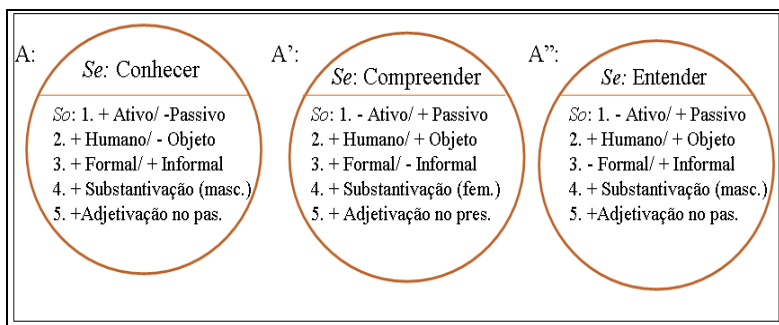 A:
Se: Conhecer
So: 1. + Ativo/ -Passivo
2. + Humano/ - Objeto
3. + Formal/ + Informal
4. + Substantivação (masc.)
5. +Adjetivação no pas.
A’:
Se: Compreender
So: 1. - Ativo/ + Passivo
2. + Humano/ + Objeto
3. + Formal/ - Informal
4. + Substantivação (fem.)
5. + Adjetivação no pres.
A’’:
Se: Entender
So: 1. - Ativo/ + Passivo
2. + Humano/ + Objeto
3. - Formal/ + Informal
4. + Substantivação (masc.)
5. +Adjetivação no pas.